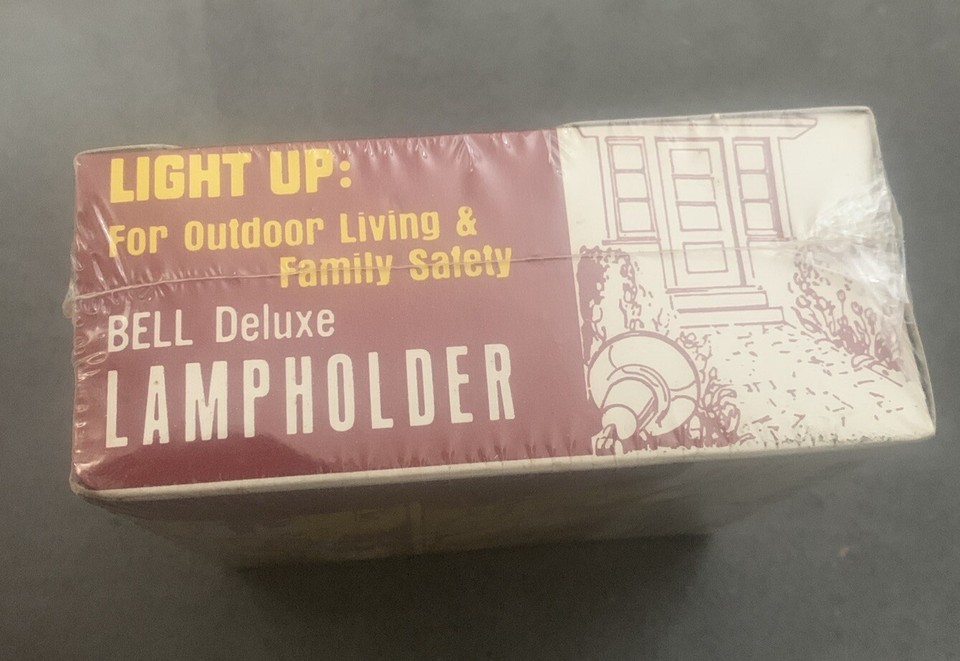 LIGHT UP:
For Outdoor Living &
Family Safety
BELL Deluxe
LAMPHOLDER